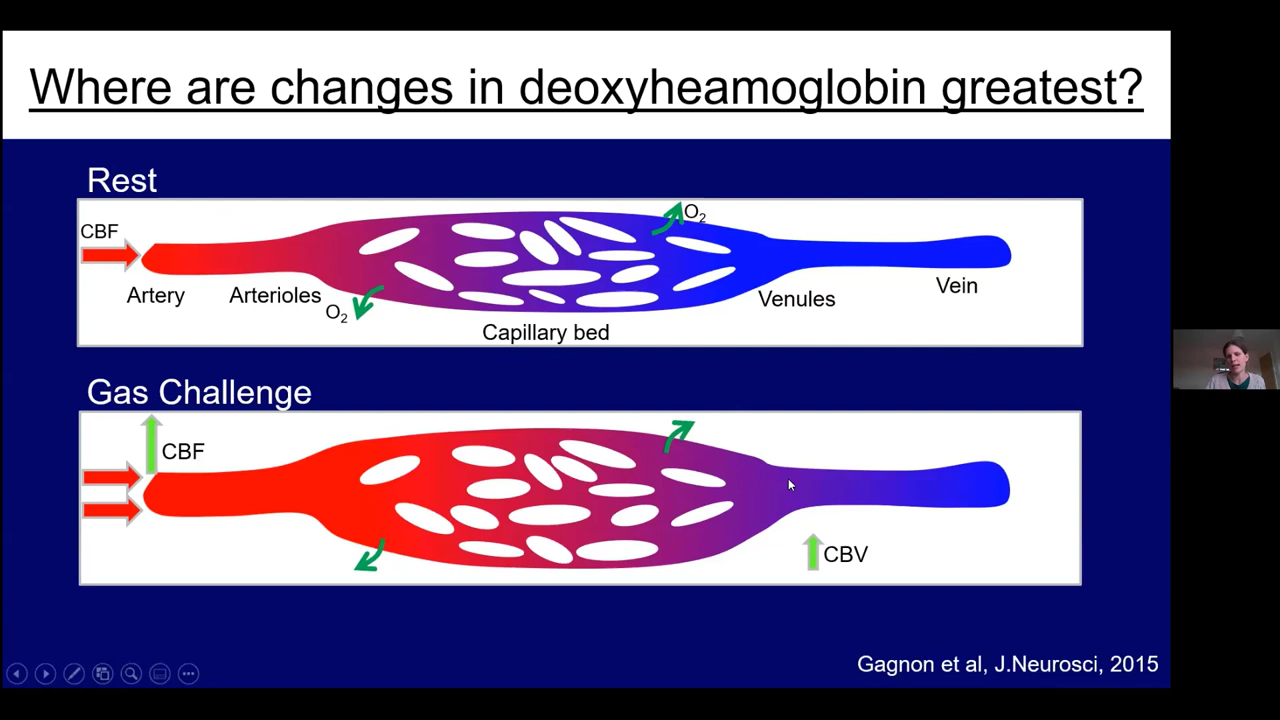 Where are changes in deoxyheamoglobin greatest?
Rest
CBF
O2
Artery
Arterioles
O2
Capillary bed
Venules
Vein
Gas Challenge
CBF
CBV
Gagnon et al, J.Neurosci, 2015